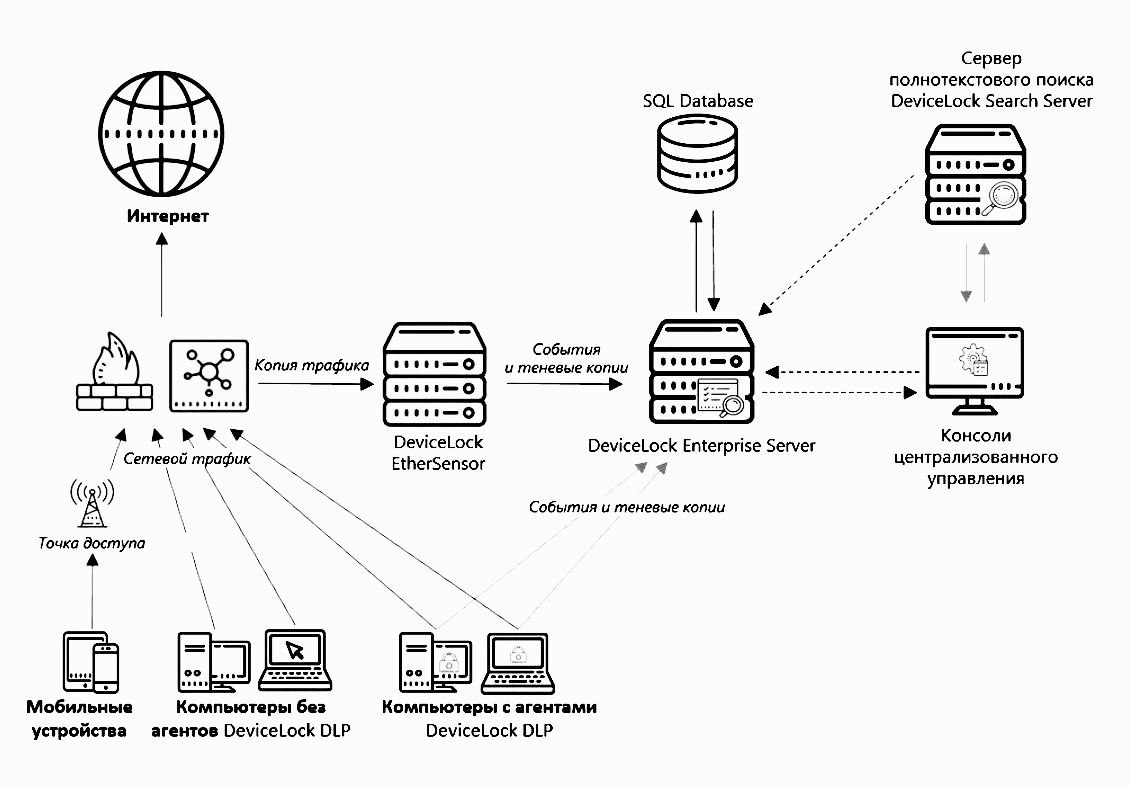 Сервер
полнотекстового поиска
DeviceLock Search Server
SQL Database
Интернет
Копия трафика
События
и теневые копии
DeviceLock
EtherSensor
DeviceLock Enterprise Server
Консоли
централизованного
управления
Сетевой трафик
События и теневые копии
Точка доступа
Мобильные
устройства
Компьютеры без
агентов DeviceLock DLP
Компьютеры с агентами
DeviceLock DLP